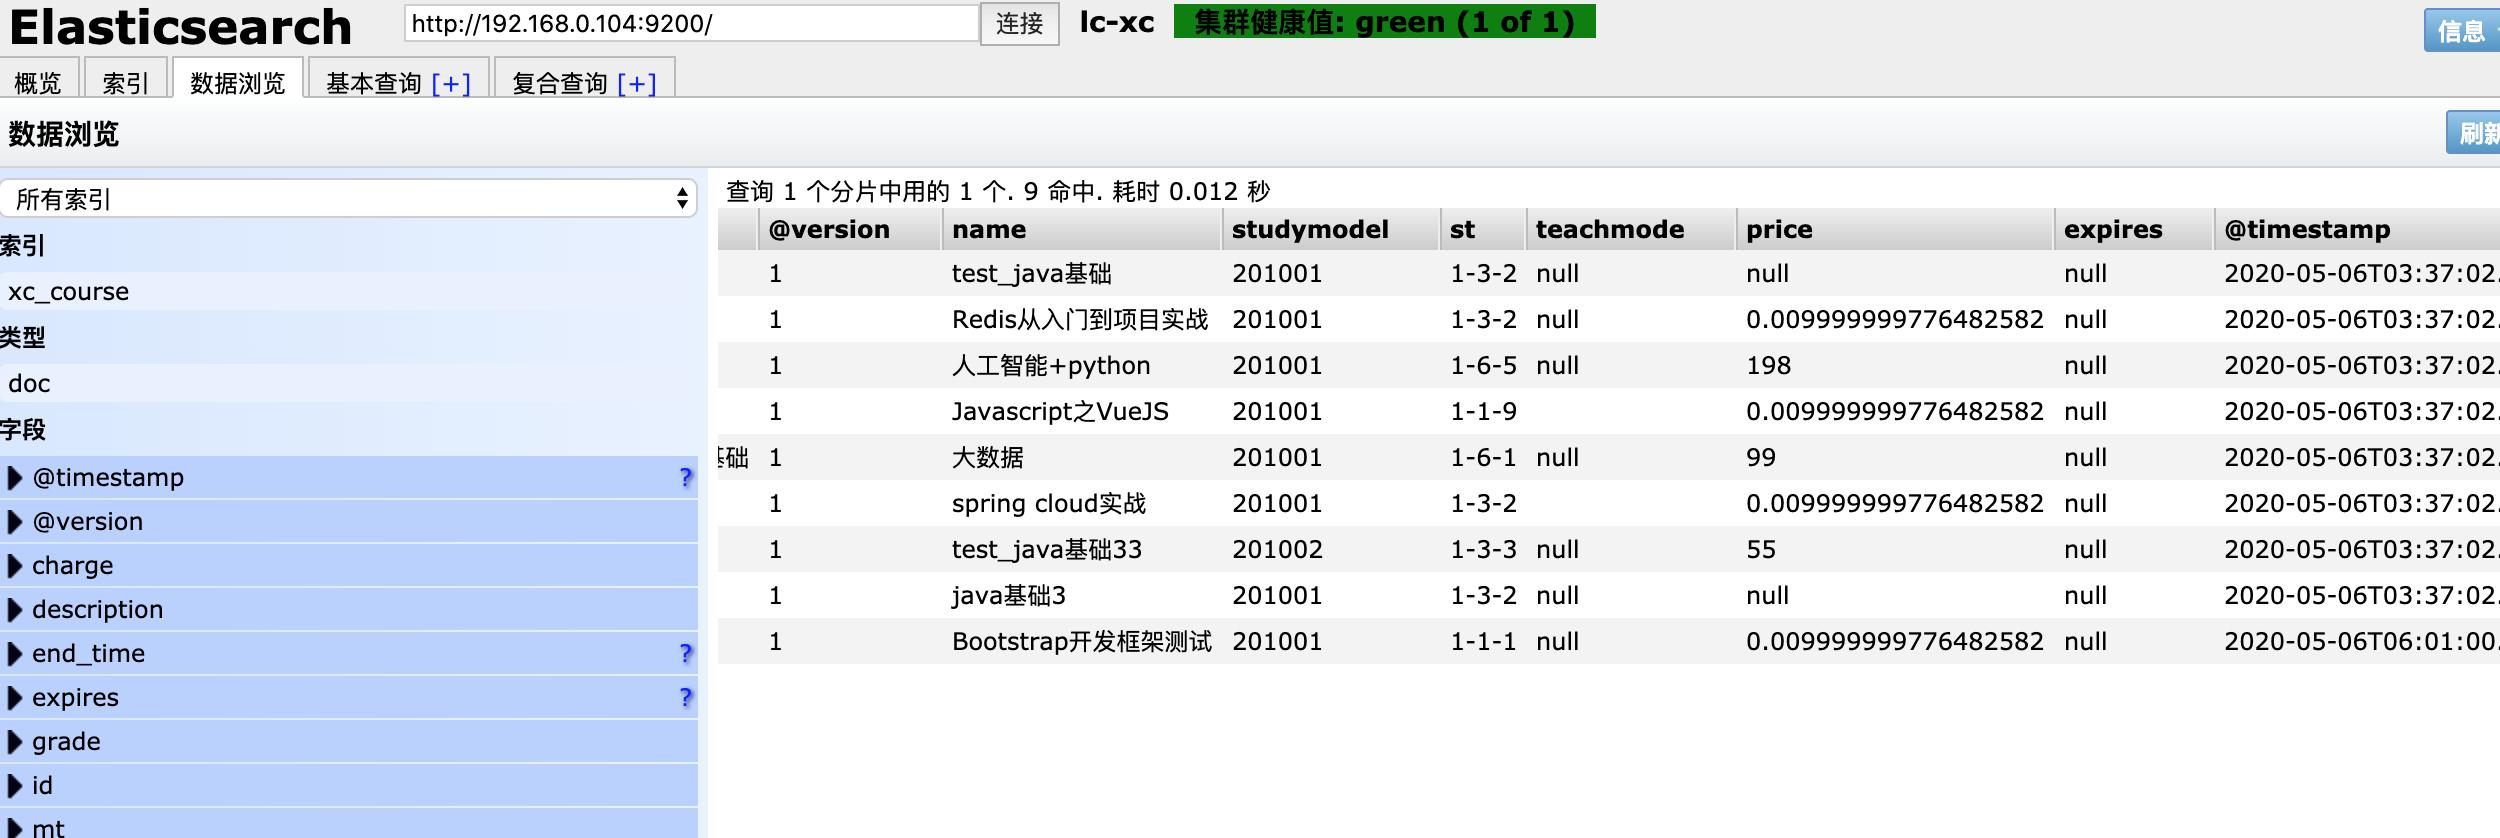 Elasticsearch http://192.168.0.104:9200/ 连接 lc-xc 集群健康值: green (1 of 1) 信息
概览 索引 数据浏览 基本查询 [+] 复合查询 [+]
数据浏览 刷新
所有索引
索引
xc_course
类型
doc
字段
@timestamp ?
@version
charge
description
end_time ?
expires ?
grade
id
mt
查询 1 个分片中用的 1 个. 9 命中. 耗时 0.012 秒
@version name studymodel st teachmode price expires @timestamp
1 test_java基础 201001 1-3-2 null null null 2020-05-06T03:37:02.
1 Redis从入门到项目实战 201001 1-3-2 null 0.009999999776482582 null 2020-05-06T03:37:02.
1 人工智能+python 201001 1-6-5 null 198 null 2020-05-06T03:37:02.
1 Javascript之VueJS 201001 1-1-9 0.009999999776482582 null 2020-05-06T03:37:02.
基础 1 大数据 201001 1-6-1 null 99 null 2020-05-06T03:37:02.
1 spring cloud实战 201001 1-3-2 0.009999999776482582 null 2020-05-06T03:37:02.
1 test_java基础33 201002 1-3-3 null 55 null 2020-05-06T03:37:02.
1 java基础3 201001 1-3-2 null null null 2020-05-06T03:37:02.
1 Bootstrap开发框架测试 201001 1-1-1 null 0.009999999776482582 null 2020-05-06T06:01:00.